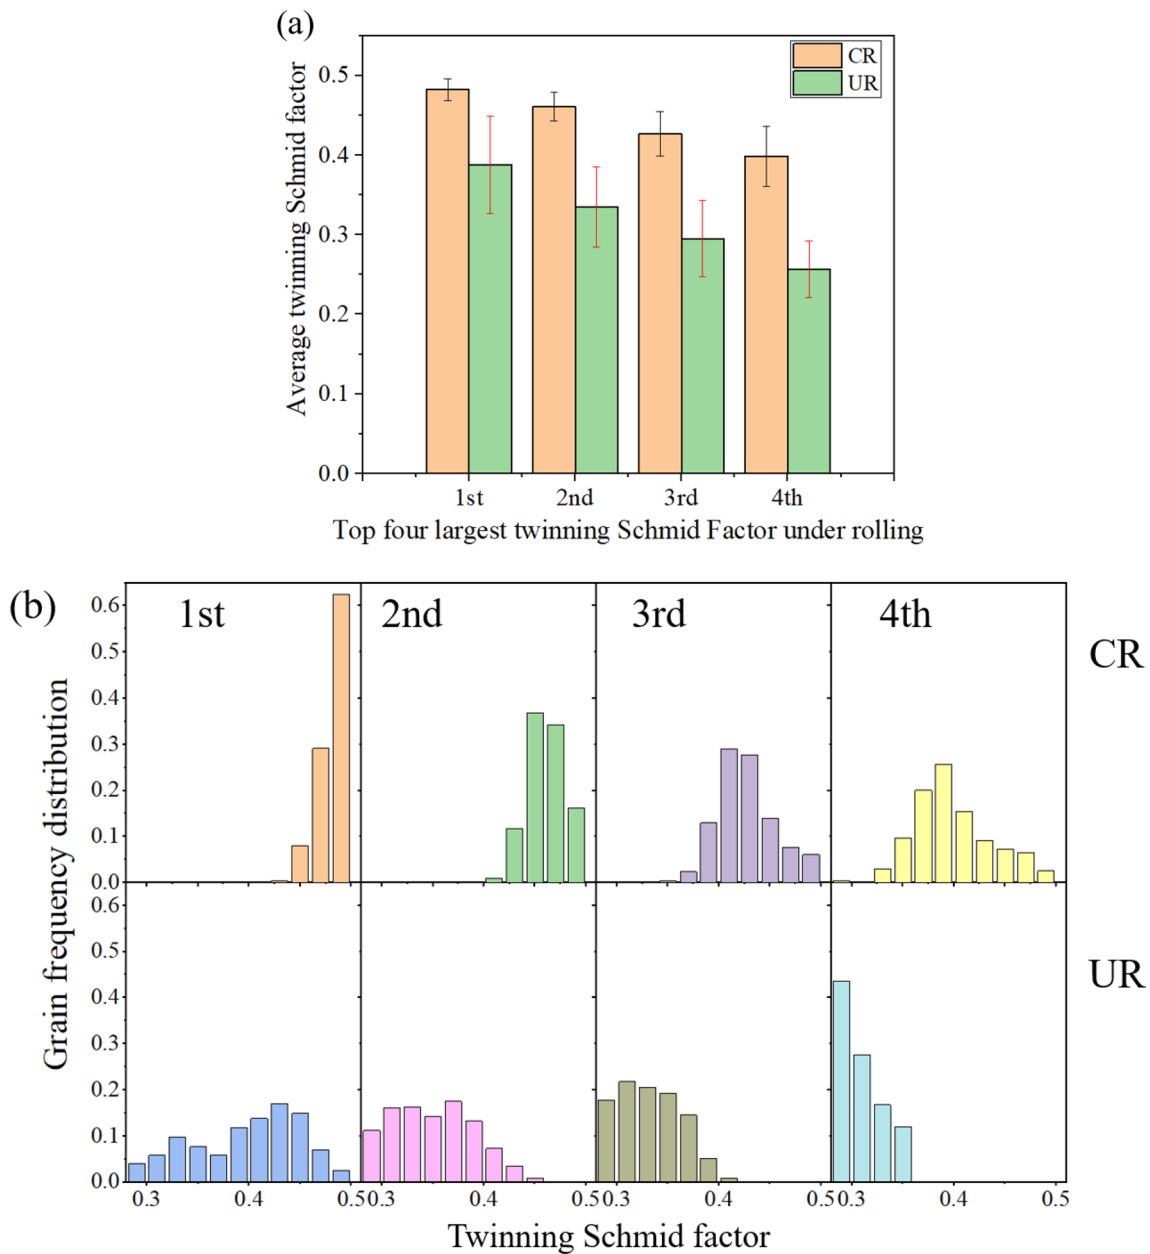 (a)
CR
UR
Average twinning Schmid factor
0.5
0.4
0.3
0.2
0.1
0.0
1st 2nd 3rd 4th
Top four largest twinning Schmid Factor under rolling
(b)
Grain frequency distribution
1st 2nd 3rd 4th
CR
0.6
0.5
0.4
0.3
0.2
0.1
0.0
UR
0.6
0.5
0.4
0.3
0.2
0.1
0.0
0.3 0.4 0.5 0.3 0.4 0.5 0.3 0.4 0.5 0.3 0.4 0.5
Twinning Schmid factor